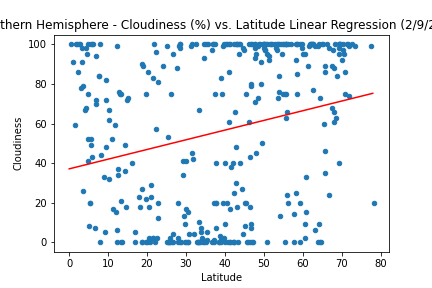 thern Hemisphere - Cloudiness (%) vs. Latitude Linear Regression (2/9/2
100
80
60
40
20
0
Cloudiness
0 10 20 30 40 50 60 70 80
Latitude